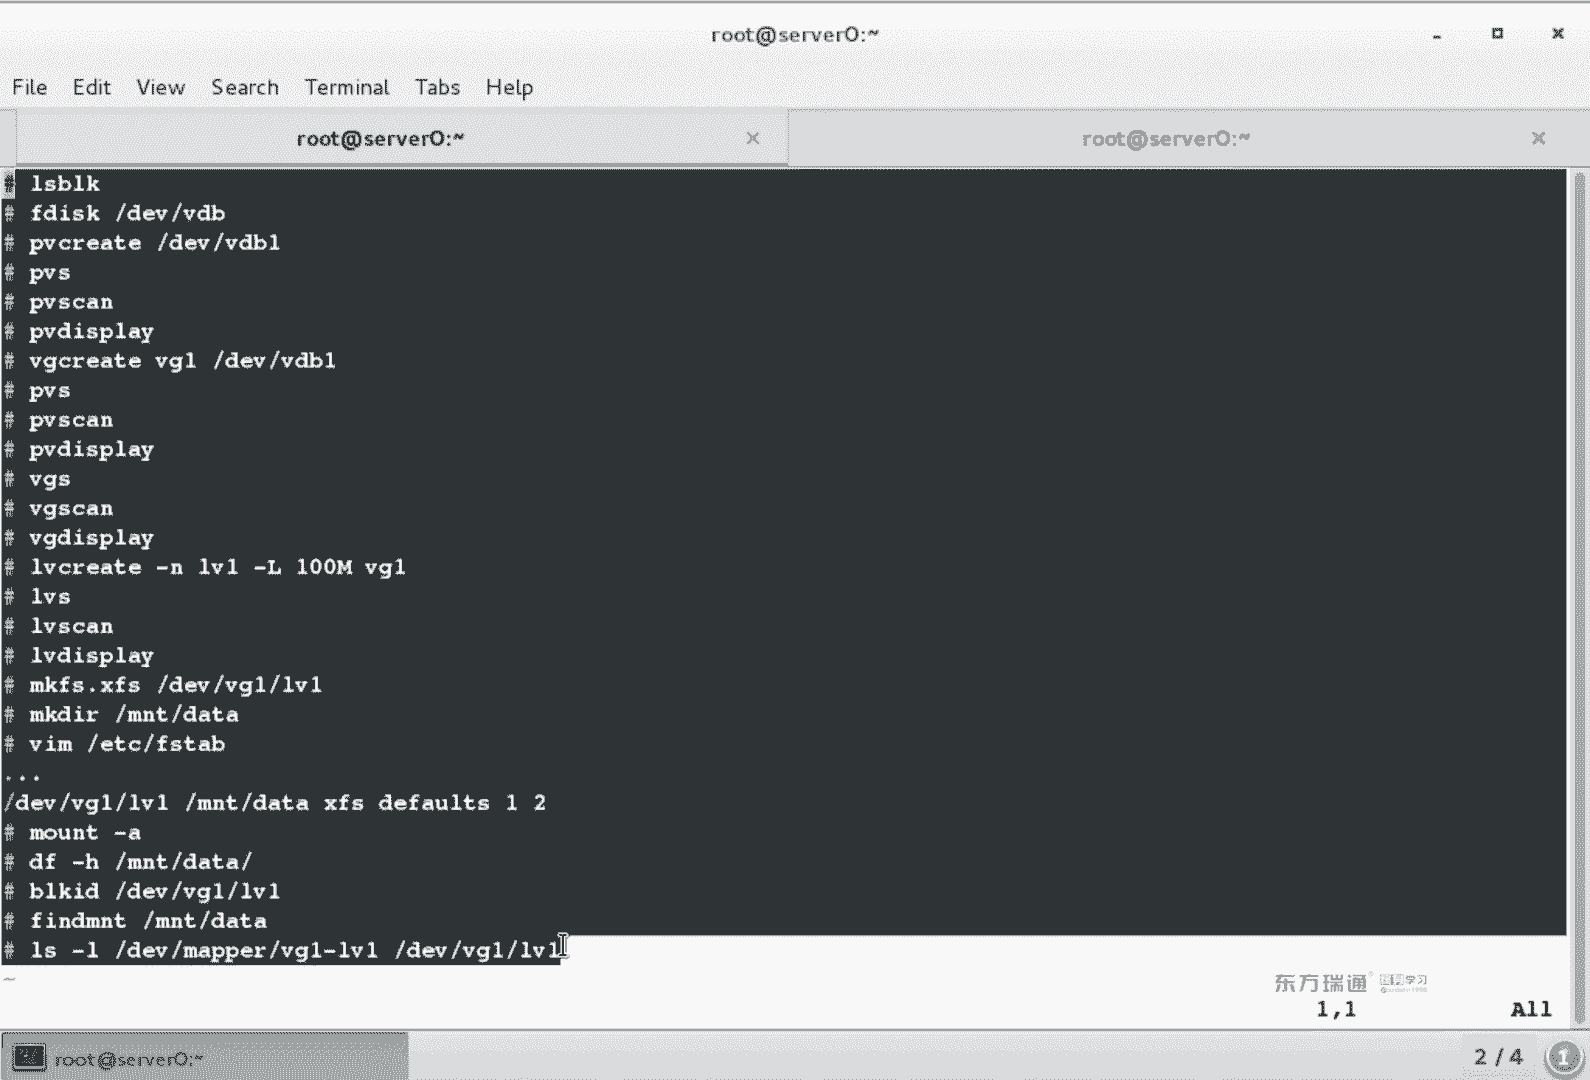 root@server0:~
File Edit View Search Terminal Tabs Help
root@server0:~ × root@server0:~ ×
# lsblk
# fdisk /dev/vdb
# pvcreate /dev/vdb1
# pvs
# pvscan
# pvdisplay
# vgcreate vg1 /dev/vdb1
# pvs
# pvscan
# pvdisplay
# vgs
# vgscan
# vgdisplay
# lvcreate -n lv1 -L 100M vg1
# lvs
# lvscan
# lvdisplay
# mkfs.xfs /dev/vg1/lv1
# mkdir /mnt/data
# vim /etc/fstab
...
/dev/vg1/lv1 /mnt/data xfs defaults 1 2
# mount -a
# df -h /mnt/data/
# blkid /dev/vg1/lv1
# findmnt /mnt/data
# ls -l /dev/mapper/vg1-lv1 /dev/vg1/lv1
~
东方瑞通 学习
1,1 All
root@server0:~ 2 / 4 1